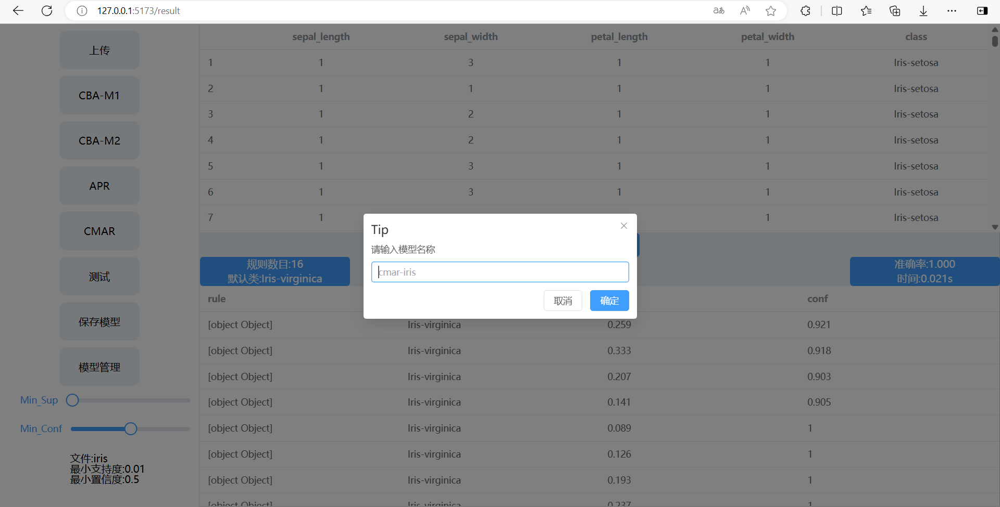 127.0.0.1:5173/result
上传
CBA-M1
CBA-M2
APR
CMAR
测试
保存模型
模型管理
Min_Sup
Min_Conf
文件:iris
最小支持度:0.01
最小置信度:0.5
sepal_length sepal_width petal_length petal_width class
1 1 3 1 1 Iris-setosa
2 1 1 1 1 Iris-setosa
3 1 2 1 1 Iris-setosa
4 1 2 1 1 Iris-setosa
5 1 3 1 1 Iris-setosa
6 1 3 1 1 Iris-setosa
7 1 1 Iris-setosa
规则数目:16
默认类:Iris-virginica
准确率:1.000
时间:0.021s
Tip
请输入模型名称
cmar-iris
取消 确定
rule conf
[object Object] Iris-virginica 0.259 0.921
[object Object] Iris-virginica 0.333 0.918
[object Object] Iris-virginica 0.207 0.903
[object Object] Iris-virginica 0.141 0.905
[object Object] Iris-virginica 0.089 1
[object Object] Iris-virginica 0.126 1
[object Object] Iris-virginica 0.193 1
[object Object] Iris-virginica 0.237 1